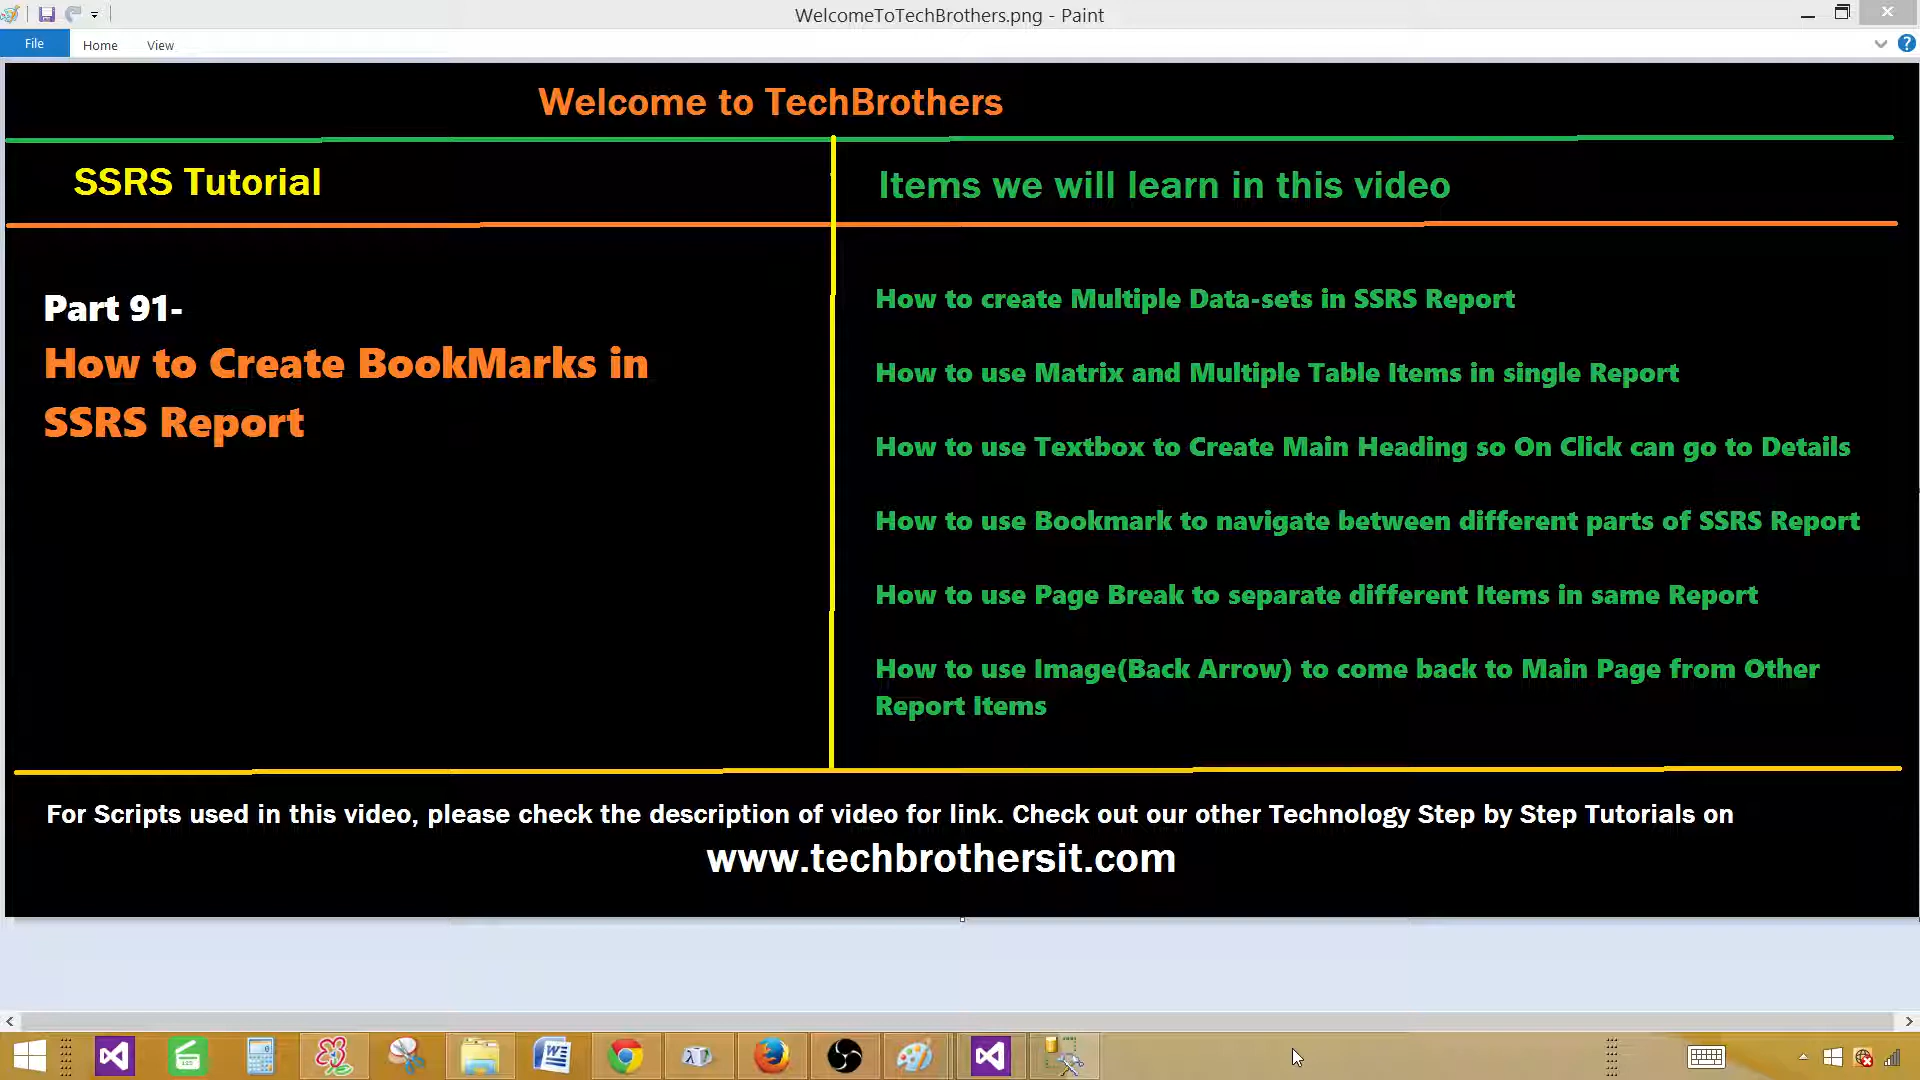 WelcomeToTechBrothers.png - Paint
File Home View
Welcome to TechBrothers
SSRS Tutorial
Items we will learn in this video
Part 91-
How to Create BookMarks in
SSRS Report
How to create Multiple Data-sets in SSRS Report
How to use Matrix and Multiple Table Items in single Report
How to use Textbox to Create Main Heading so On Click can go to Details
How to use Bookmark to navigate between different parts of SSRS Report
How to use Page Break to separate different Items in same Report
How to use Image(Back Arrow) to come back to Main Page from Other
Report Items
For Scripts used in this video, please check the description of video for link. Check out our other Technology Step by Step Tutorials on
www.techbrothersit.com